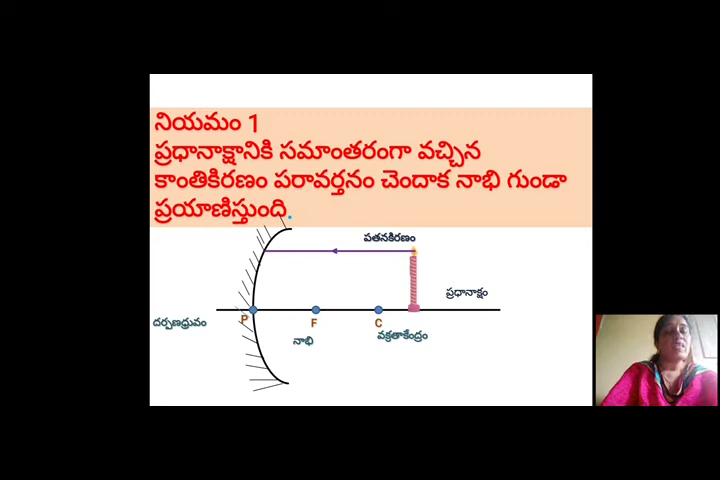 నియమం 1
ప్రధానాక్షానికి సమాంతరంగా వచ్చిన
కాంతికిరణం పరావర్తనం చెందాక నాభి గుండా
ప్రయాణిస్తుంది.
పతనకిరణం
ప్రధానాక్షం
P
F
C
దర్పణధ్రువం
నాభి
వక్రతాకేంద్రం